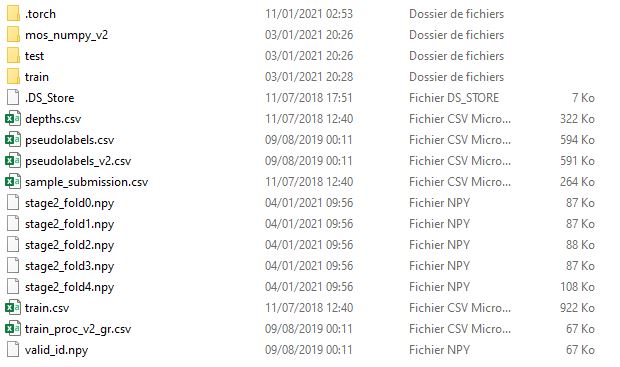 .torch 11/01/2021 02:53 Dossier de fichiers
mos_numpy_v2 03/01/2021 20:26 Dossier de fichiers
test 03/01/2021 20:26 Dossier de fichiers
train 03/01/2021 20:28 Dossier de fichiers
.DS_Store 11/07/2018 17:51 Fichier DS_STORE 7 Ko
depths.csv 11/07/2018 12:40 Fichier CSV Micro... 322 Ko
pseudolabels.csv 09/08/2019 00:11 Fichier CSV Micro... 594 Ko
pseudolabels_v2.csv 09/08/2019 00:11 Fichier CSV Micro... 591 Ko
sample_submission.csv 11/07/2018 12:40 Fichier CSV Micro... 264 Ko
stage2_fold0.npy 04/01/2021 09:56 Fichier NPY 87 Ko
stage2_fold1.npy 04/01/2021 09:56 Fichier NPY 87 Ko
stage2_fold2.npy 04/01/2021 09:56 Fichier NPY 88 Ko
stage2_fold3.npy 04/01/2021 09:56 Fichier NPY 87 Ko
stage2_fold4.npy 04/01/2021 09:56 Fichier NPY 108 Ko
train.csv 11/07/2018 12:40 Fichier CSV Micro... 922 Ko
train_proc_v2_gr.csv 09/08/2019 00:11 Fichier CSV Micro... 67 Ko
valid_id.npy 09/08/2019 00:11 Fichier NPY 67 Ko